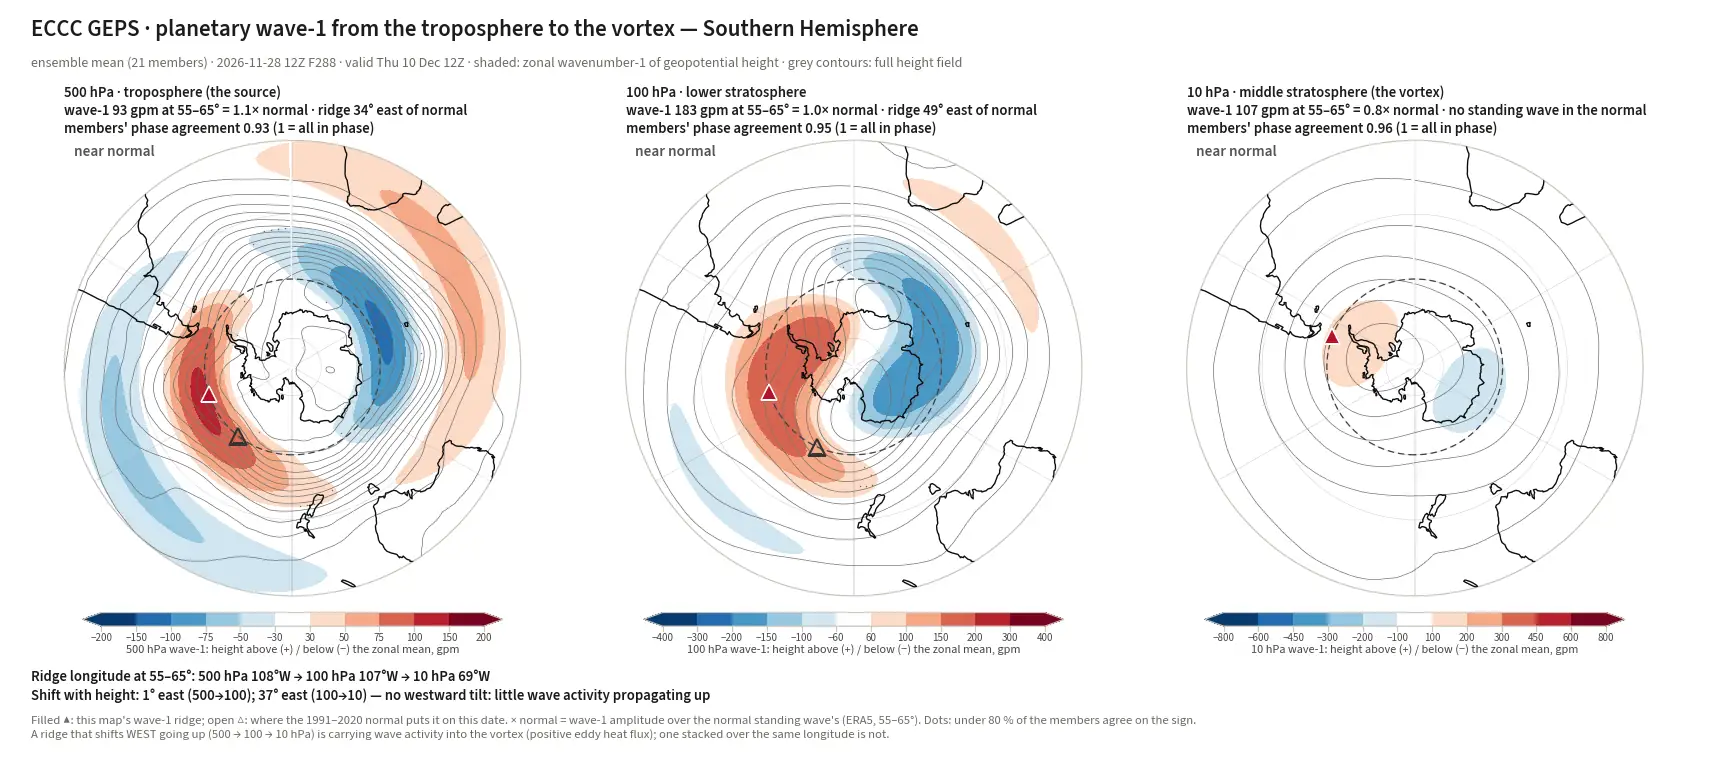 ECCC GEPS · planetary wave-1 from the troposphere to the vortex — Southern Hemisphere
ensemble mean (21 members) · 2026-11-28 12Z F288 · valid Thu 10 Dec 12Z · shaded: zonal wavenumber-1 of geopotential height · grey contours: full height field
500 hPa · troposphere (the source)
wave-1 93 gpm at 55–65° = 1.1× normal · ridge 34° east of normal
members' phase agreement 0.93 (1 = all in phase)
near normal
100 hPa · lower stratosphere
wave-1 183 gpm at 55–65° = 1.0× normal · ridge 49° east of normal
members' phase agreement 0.95 (1 = all in phase)
near normal
10 hPa · middle stratosphere (the vortex)
wave-1 107 gpm at 55–65° = 0.8× normal · no standing wave in the normal
members' phase agreement 0.96 (1 = all in phase)
near normal
−200 −150 −100 −75 −50 −30 30 50 75 100 150 200
500 hPa wave-1: height above (+) / below (−) the zonal mean, gpm
−400 −300 −200 −150 −100 −60 60 100 150 200 300 400
100 hPa wave-1: height above (+) / below (−) the zonal mean, gpm
−800 −600 −450 −300 −200 −100 100 200 300 450 600 800
10 hPa wave-1: height above (+) / below (−) the zonal mean, gpm
Ridge longitude at 55–65°: 500 hPa 108°W → 100 hPa 107°W → 10 hPa 69°W
Shift with height: 1° east (500→100); 37° east (100→10) — no westward tilt: little wave activity propagating up
Filled ▲: this map's wave-1 ridge; open △: where the 1991–2020 normal puts it on this date. × normal = wave-1 amplitude over the normal standing wave's (ERA5, 55–65°). Dots: under 80 % of the members agree on the sign.
A ridge that shifts WEST going up (500 → 100 → 10 hPa) is carrying wave activity into the vortex (positive eddy heat flux); one stacked over the same longitude is not.